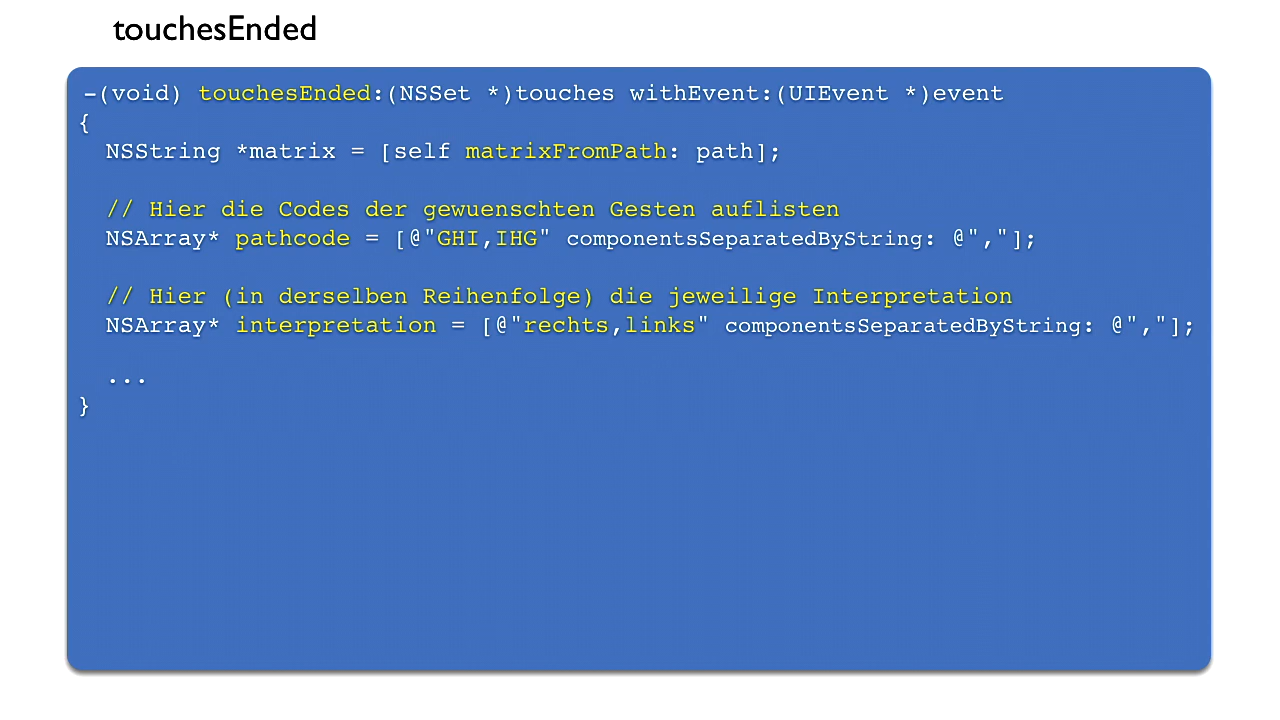 touchesEnded
-(void) touchesEnded:(NSSet *)touches withEvent:(UIEvent *)event
{
NSString *matrix = [self matrixFromPath: path];
// Hier die Codes der gewuenschten Gesten auflisten
NSArray* pathcode = [@"GHI,IHG" componentsSeparatedByString: @","];
// Hier (in derselben Reihenfolge) die jeweilige Interpretation
NSArray* interpretation = [@"rechts,links" componentsSeparatedByString: @","];
...
}